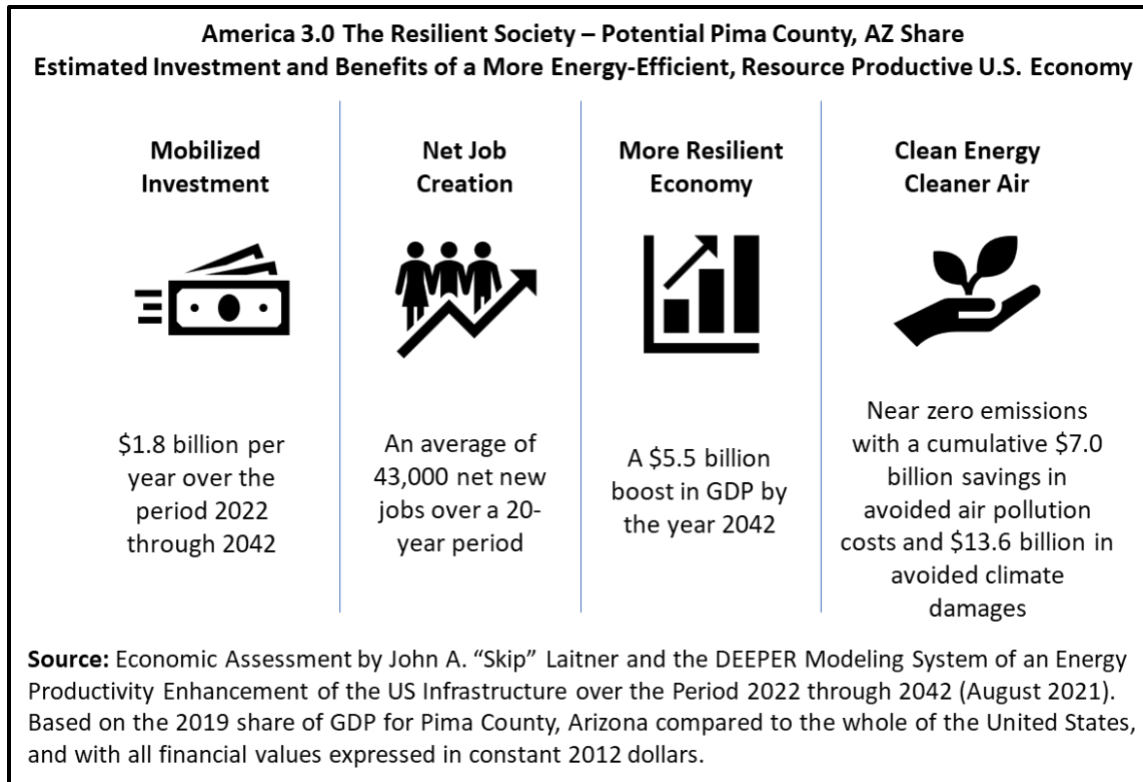 America 3.0 The Resilient Society – Potential Pima County, AZ Share
Estimated Investment and Benefits of a More Energy-Efficient, Resource Productive U.S. Economy
Mobilized
Investment
$1.8 billion per
year over the
period 2022
through 2042
Net Job
Creation
An average of
43,000 net new
jobs over a 20-
year period
More Resilient
Economy
A $5.5 billion
boost in GDP by
the year 2042
Clean Energy
Cleaner Air
Near zero emissions
with a cumulative $7.0
billion savings in
avoided air pollution
costs and $13.6 billion in
avoided climate
damages
Source: Economic Assessment by John A. “Skip” Laitner and the DEEPER Modeling System of an Energy
Productivity Enhancement of the US Infrastructure over the Period 2022 through 2042 (August 2021).
Based on the 2019 share of GDP for Pima County, Arizona compared to the whole of the United States,
and with all financial values expressed in constant 2012 dollars.